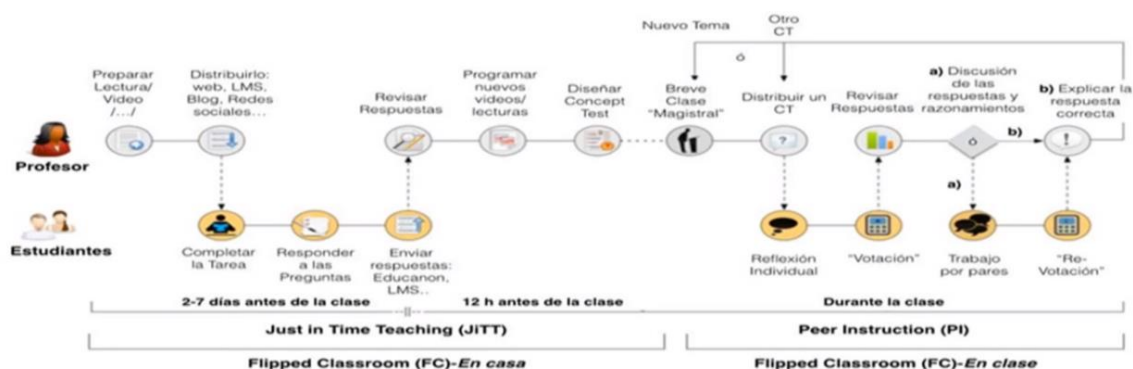 Nuevo Tema
Otro
CT
ó
Preparar
Lectura/
Video
/.../
Distribuirlo:
web, LMS,
Blog, Redes
sociales...
Revisar
Respuestas
Programar
nuevos
videos/
lecturas
Diseñar
Concept
Test
Breve
Clase
"Magistral"
Distribuir un
CT
Revisar
Respuestas
a) Discusión
de las
respuestas y
razonamientos
b) Explicar la
respuesta
correcta
Profesor
?
ó
b)
!
a)
Estudiantes
Completar
la Tarea
Responder
a las
Preguntas
Enviar
respuestas:
Educanon,
LMS..
Reflexión
Individual
"Votación"
Trabajo
por pares
"Re-
Votación"
2-7 días antes de la clase
12 h antes de la clase
Durante la clase
Just in Time Teaching (JiTT)
Peer Instruction (PI)
Flipped Classroom (FC)-En casa
Flipped Classroom (FC)-En clase